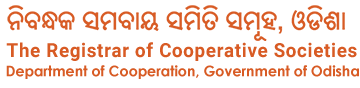 ନିବନ୍ଧକ ସମବାୟ ସମିତି ସମୂହ, ଓଡିଶା
The Registrar of Cooperative Societies
Department of Cooperation, Government of Odisha